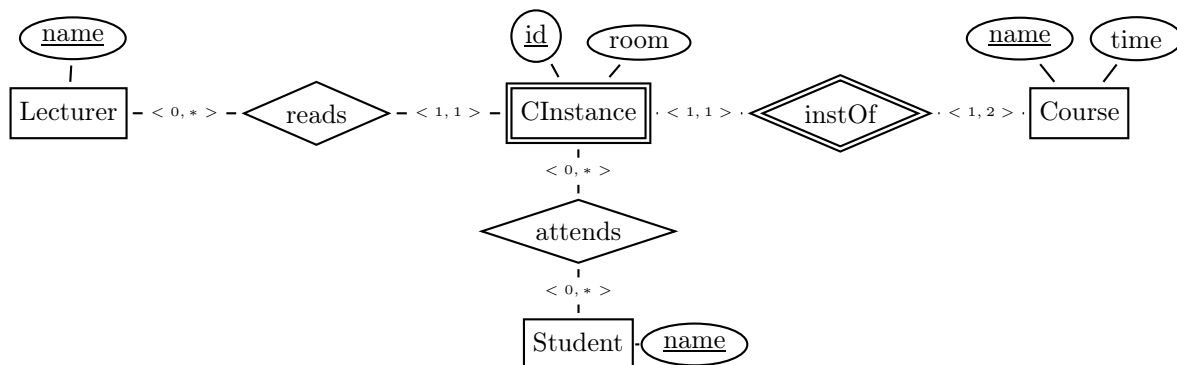 name
id
room
name
time
Lecturer
< 0, ∗ >
reads
< 1, 1 >
CInstance
< 1, 1 >
instOf
< 1, 2 >
Course
< 0, ∗ >
attends
< 0, ∗ >
Student
name